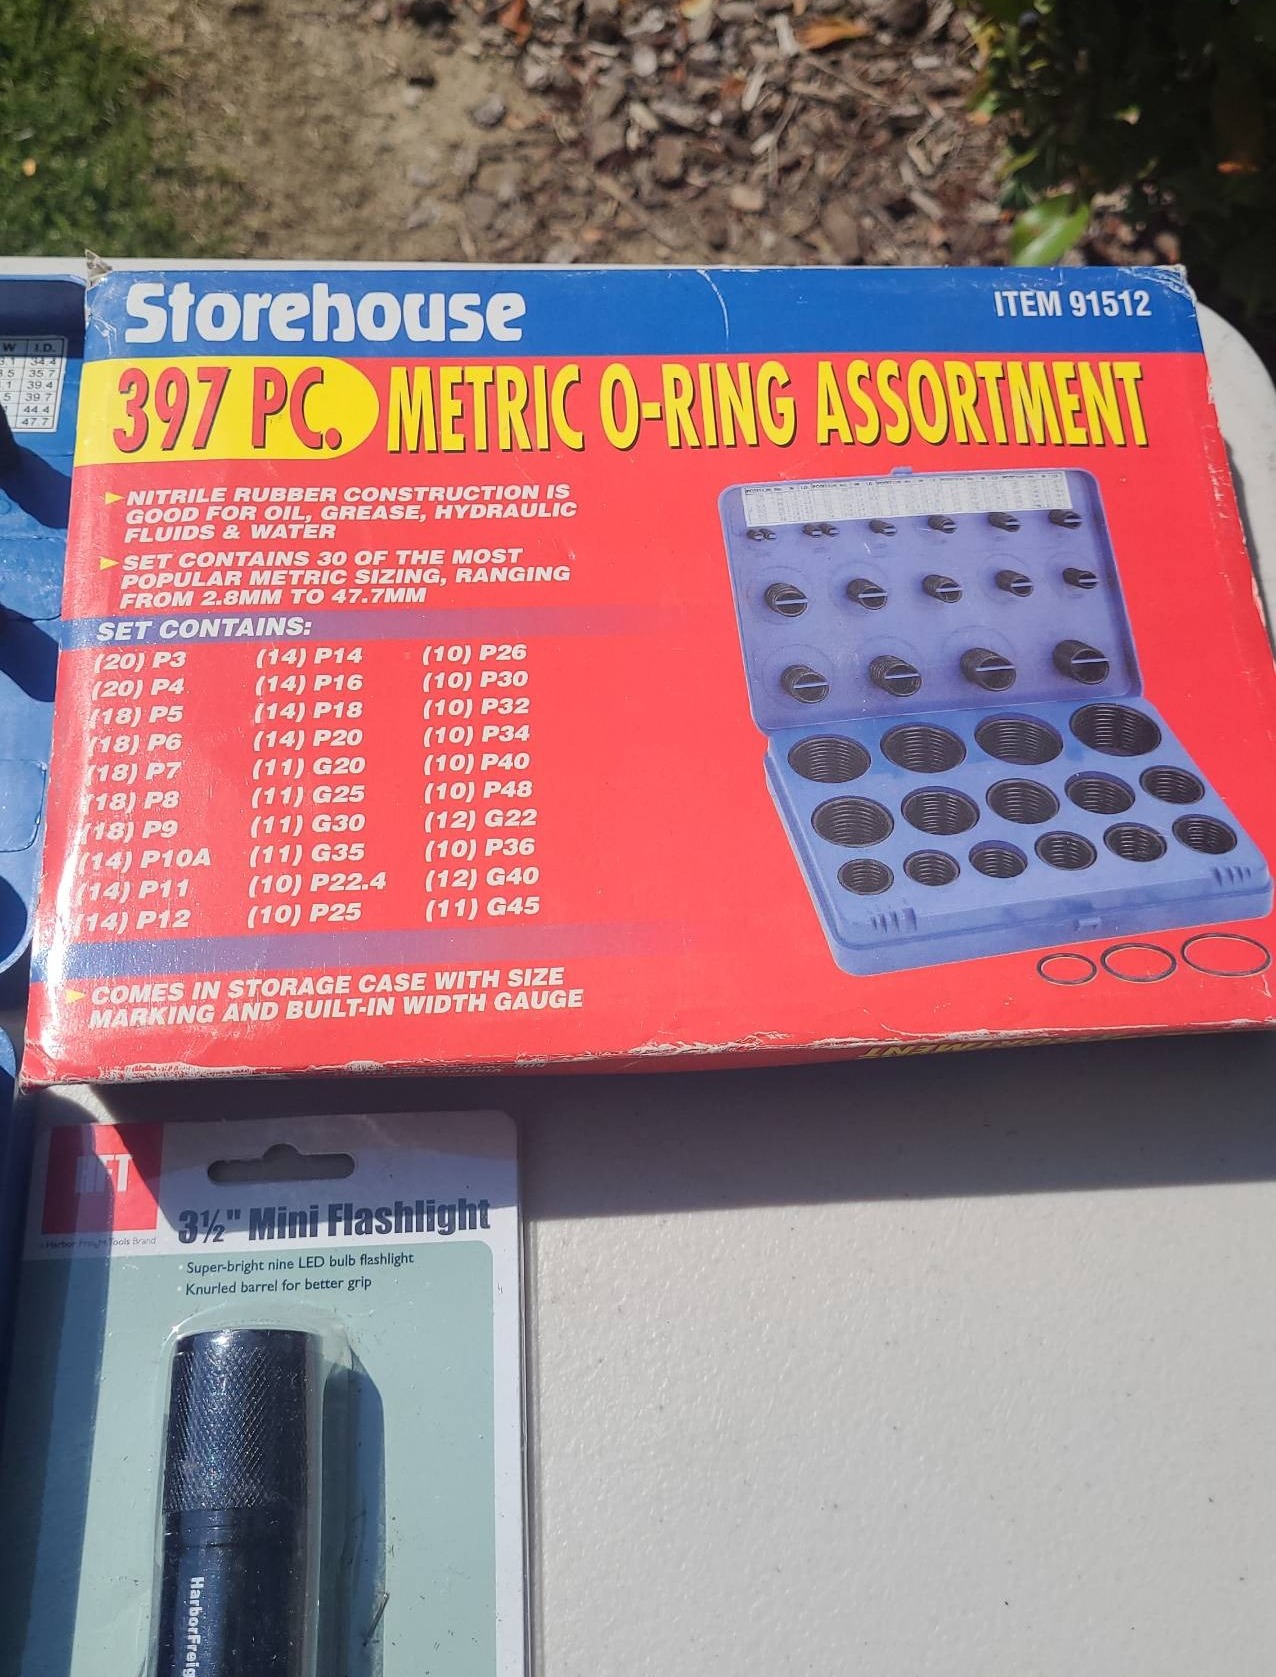 Storehouse
ITEM 91512
397 PC. METRIC O-RING ASSORTMENT
NITRILE RUBBER CONSTRUCTION IS
GOOD FOR OIL, GREASE, HYDRAULIC
FLUIDS & WATER
SET CONTAINS 30 OF THE MOST
POPULAR METRIC SIZING, RANGING
FROM 2.8MM TO 47.7MM
SET CONTAINS:
(20) P3 (14) P14 (10) P26
(20) P4 (14) P16 (10) P30
(18) P5 (14) P18 (10) P32
(18) P6 (14) P20 (10) P34
(18) P7 (11) G20 (10) P40
(18) P8 (11) G25 (10) P48
(18) P9 (11) G30 (12) G22
(14) P10A (11) G35 (10) P36
(14) P11 (10) P22.4 (12) G40
(14) P12 (10) P25 (11) G45
COMES IN STORAGE CASE WITH SIZE
MARKING AND BUILT-IN WIDTH GAUGE
W I.D.
34.4
35.7
39.4
39.7
44.4
47.7
HFT
Harbor Freight Tools Brand
3½" Mini Flashlight
Super-bright nine LED bulb flashlight
Knurled barrel for better grip
HarborFreig